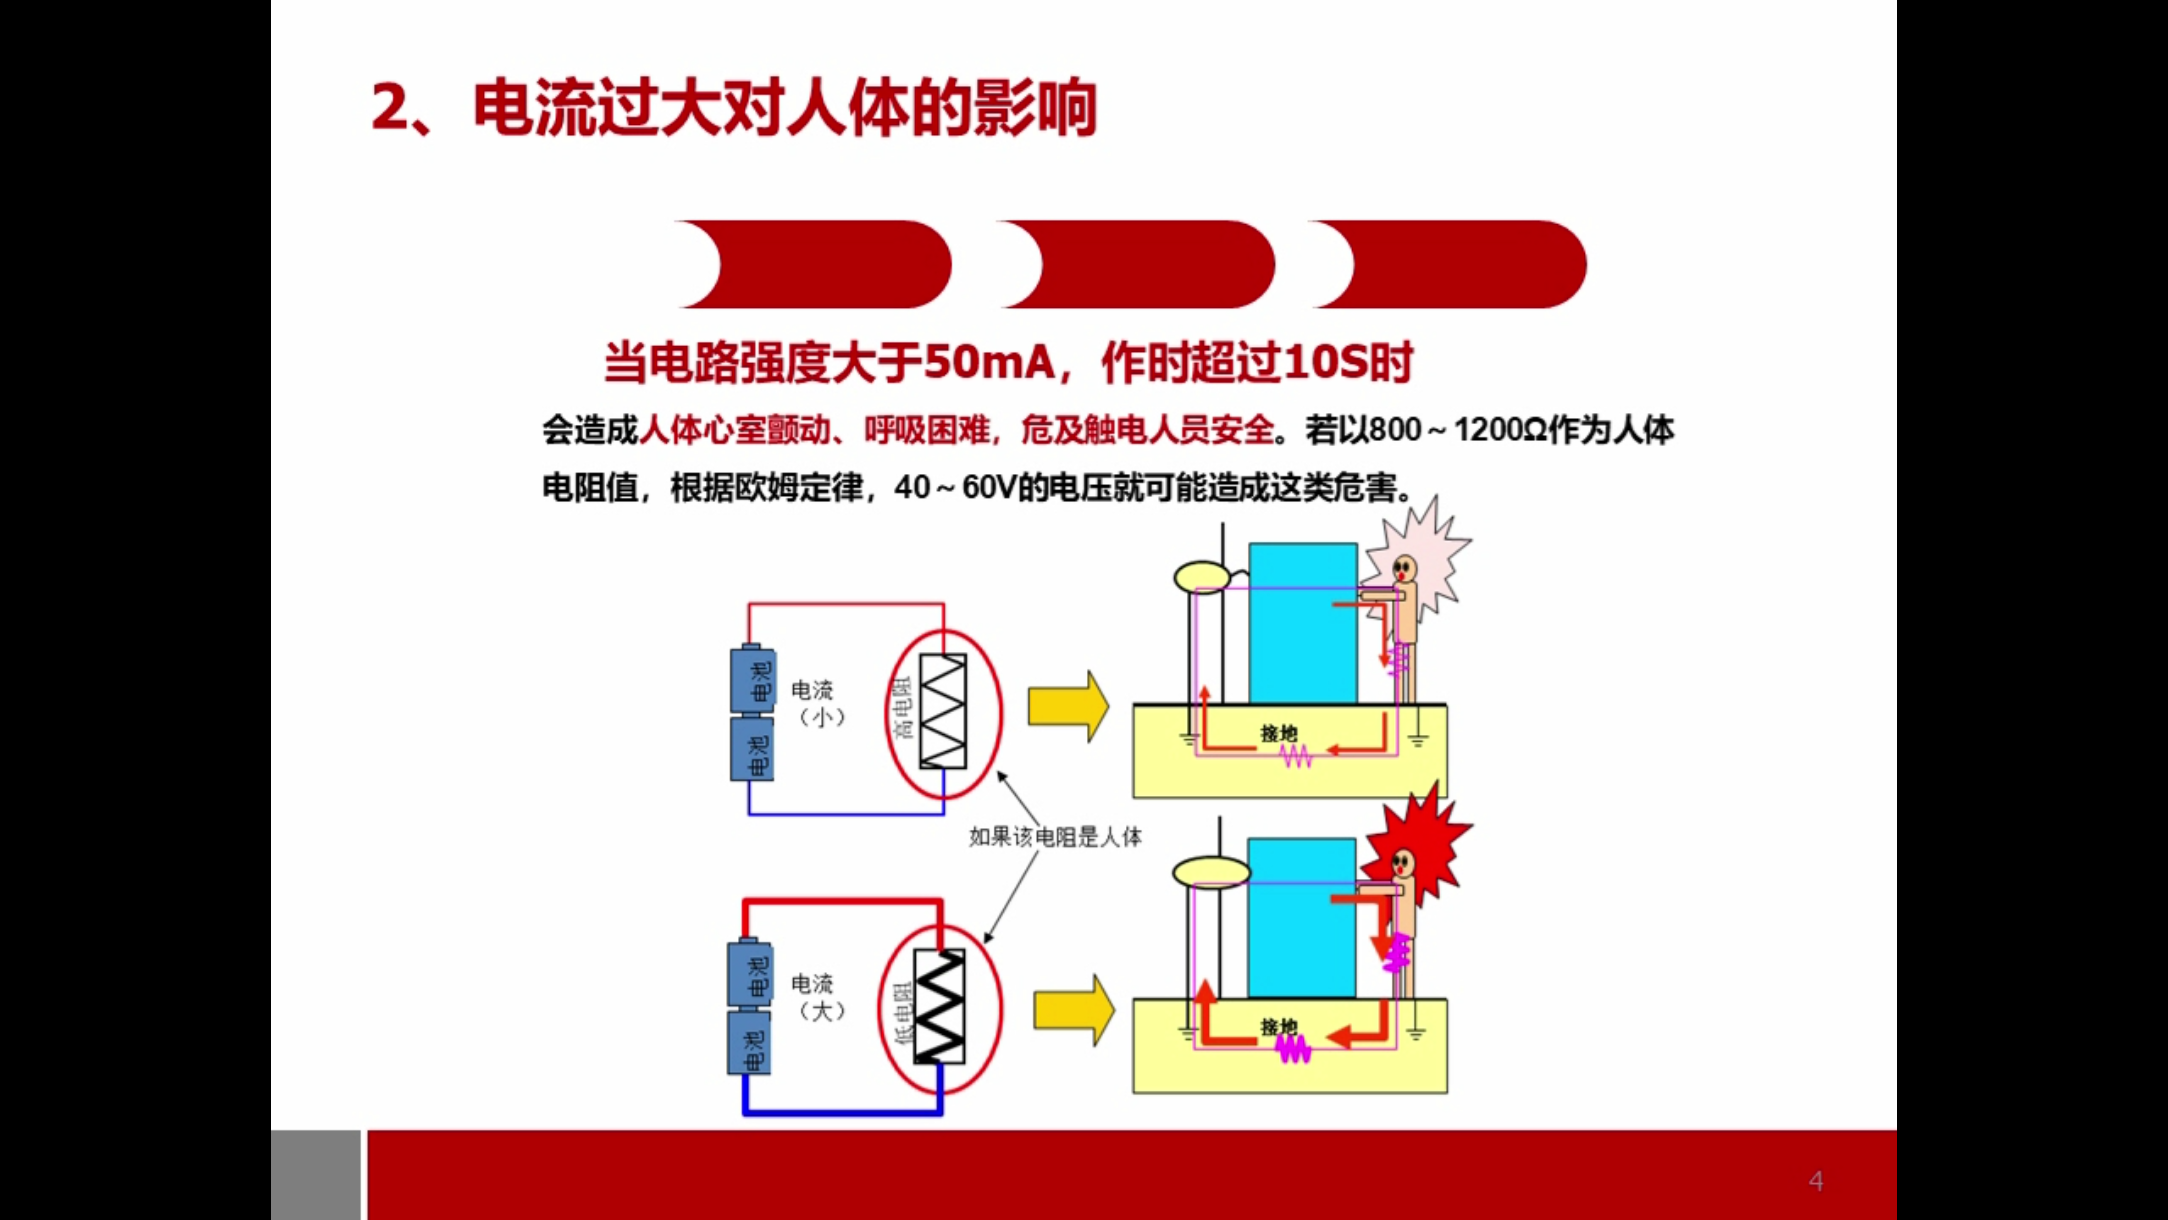 2、电流过大对人体的影响
当电路强度大于50mA，作时超过10S时
会造成人体心室颤动、呼吸困难，危及触电人员安全。若以800～1200Ω作为人体
电阻值，根据欧姆定律，40～60V的电压就可能造成这类危害。
电池
电池
电流
（小）
高电阻
接地
如果该电阻是人体
电池
电池
电流
（大）
低电阻
接地
4